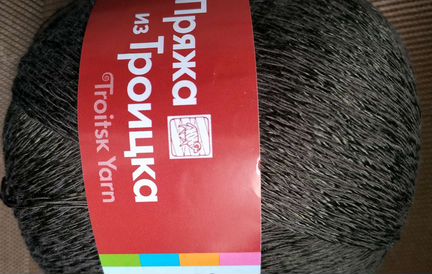 Пряжа
из Троицка
Troitsk Yarn